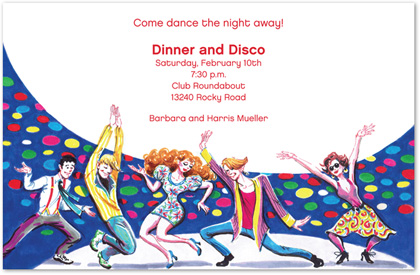 Come dance the night away!
Dinner and Disco
Saturday, February 10th
7:30 p.m.
Club Roundabout
13240 Rocky Road
Barbara and Harris Mueller